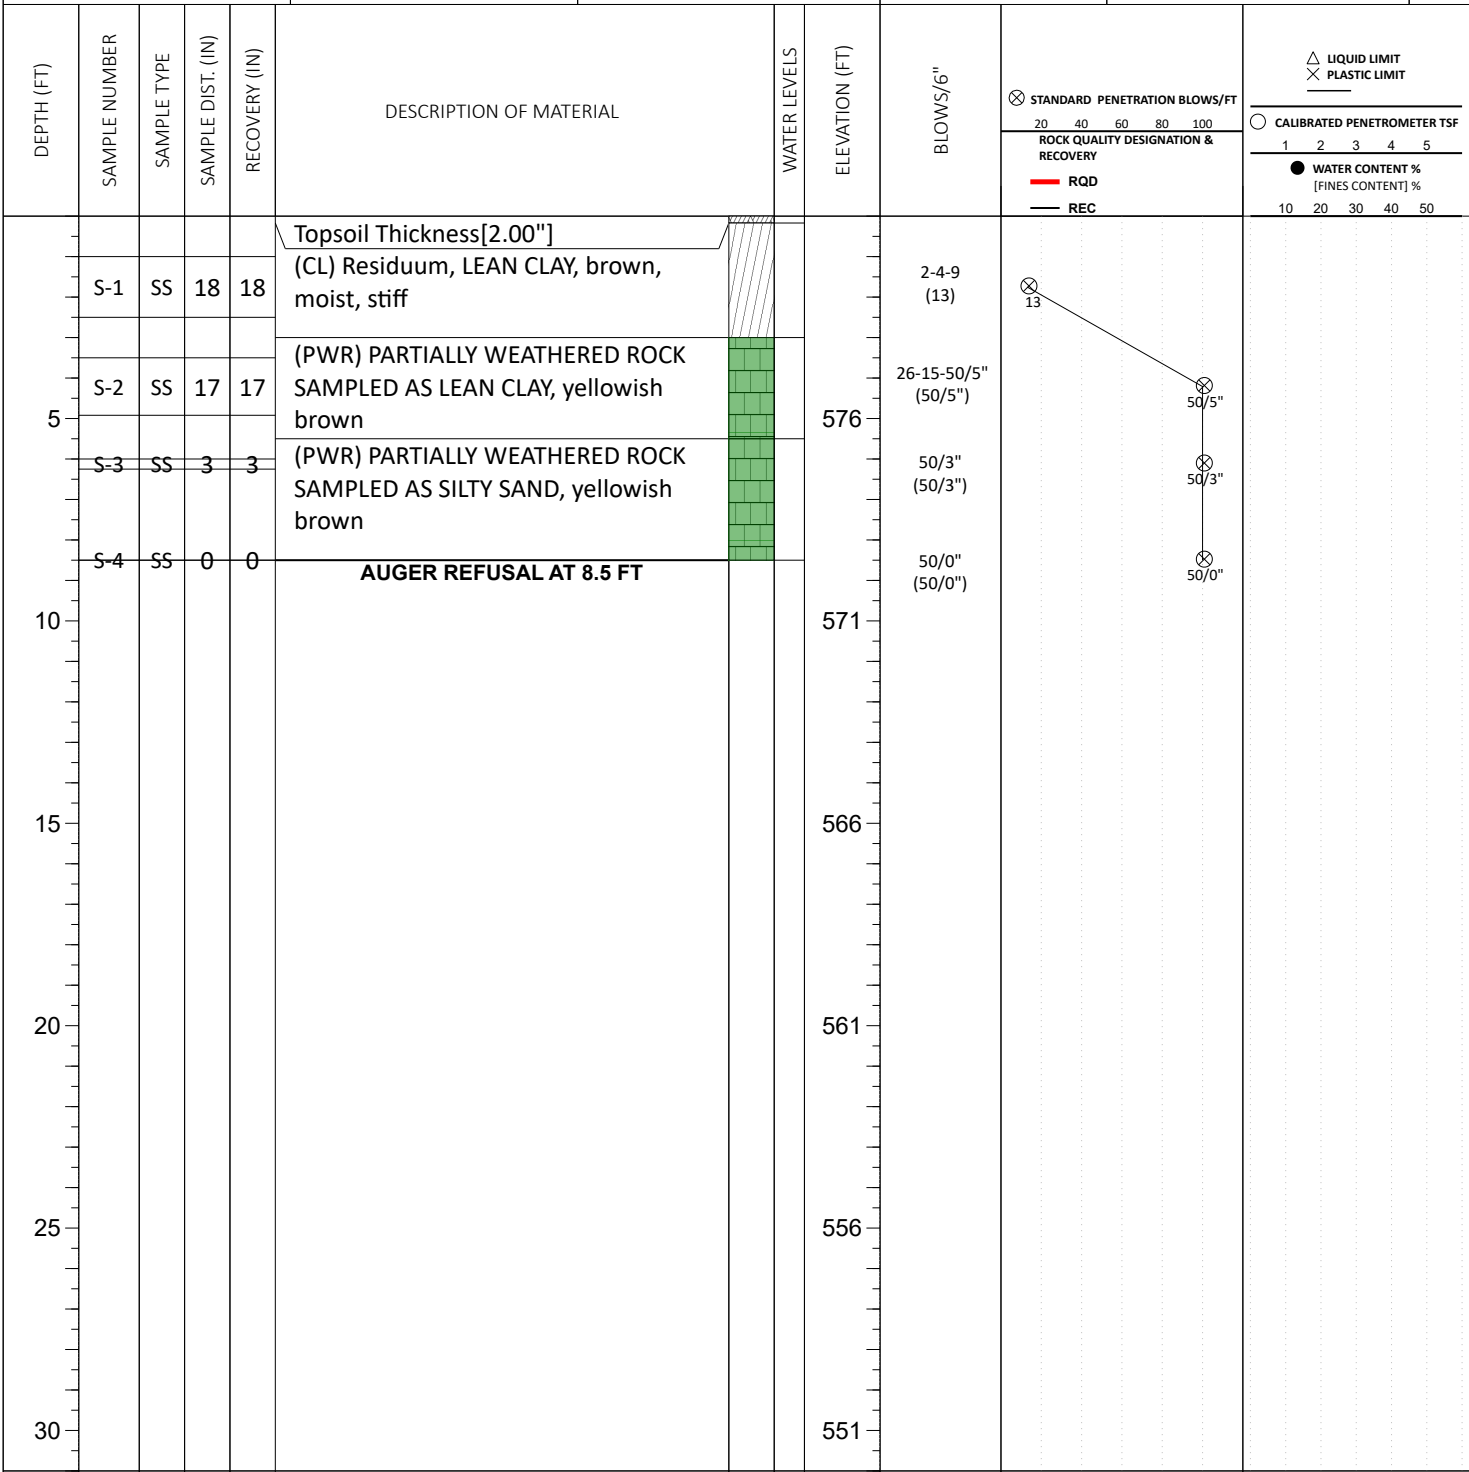 DEPTH (FT)
SAMPLE NUMBER
SAMPLE TYPE
SAMPLE DIST. (IN)
RECOVERY (IN)
DESCRIPTION OF MATERIAL
WATER LEVELS
ELEVATION (FT)
BLOWS/6"
STANDARD PENETRATION BLOWS/FT
20 40 60 80 100
ROCK QUALITY DESIGNATION &
RECOVERY
RQD
REC
LIQUID LIMIT
PLASTIC LIMIT
CALIBRATED PENETROMETER TSF
1 2 3 4 5
WATER CONTENT %
[FINES CONTENT] %
10 20 30 40 50
Topsoil Thickness[2.00"]
(CL) Residuum, LEAN CLAY, brown,
moist, stiff
S-1 SS 18 18
2-4-9
(13)
13
(PWR) PARTIALLY WEATHERED ROCK
SAMPLED AS LEAN CLAY, yellowish
brown
S-2 SS 17 17
26-15-50/5"
(50/5")
50/5"
5
576
(PWR) PARTIALLY WEATHERED ROCK
SAMPLED AS SILTY SAND, yellowish
brown
S-3 SS 3 3
50/3"
(50/3")
50/3"
S-4 SS 0 0
50/0"
(50/0")
50/0"
AUGER REFUSAL AT 8.5 FT
10
571
15
566
20
561
25
556
30
551